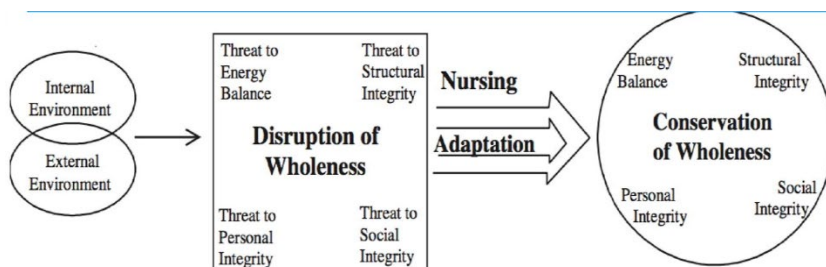 Internal
Environment
External
Environment
Threat to
Energy
Balance
Threat to
Structural
Integrity
Disruption of
Wholeness
Threat to
Personal
Integrity
Threat to
Social
Integrity
Nursing
Adaptation
Energy
Balance
Structural
Integrity
Conservation
of Wholeness
Personal
Integrity
Social
Integrity